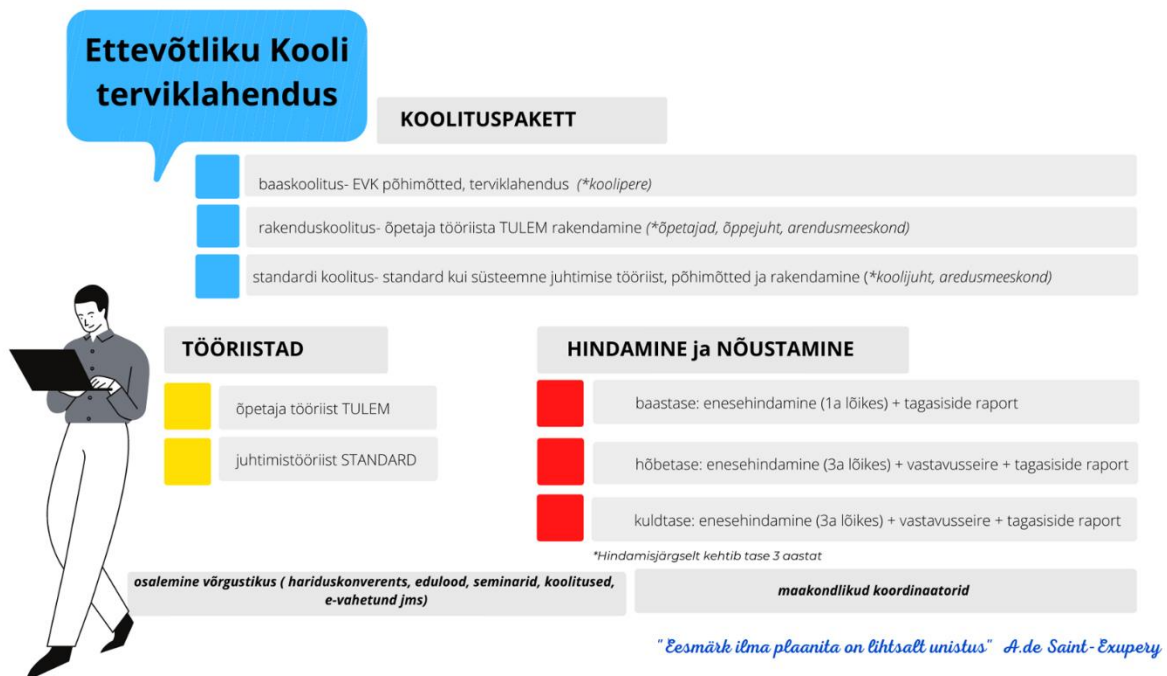 Ettevõtliku Kooli
terviklahendus
KOOLITUSPAKETT
baaskoolitus- EVK põhimõtted, terviklahendus (*koolipere)
rakenduskoolitus- õpetaja tööriista TULEM rakendamine (*õpetajad, õppejuht, arendusmeeskond)
standardi koolitus- standard kui süsteemne juhtimise tööriist, põhimõtted ja rakendamine (*koolijuht, aredusmeeskond)
TÖÖRIISTAD
õpetaja tööriist TULEM
juhtimistööriist STANDARD
HINDAMINE ja NÕUSTAMINE
baastase: enesehindamine (1a lõikes) + tagasiside raport
hõbetase: enesehindamine (3a lõikes) + vastavusseire + tagasiside raport
kuldtase: enesehindamine (3a lõikes) + vastavusseire + tagasiside raport
*Hindamisjärgselt kehtib tase 3 aastat
osalemine võrgustikus ( hariduskonverents, edulood, seminarid, koolitused,
e-vahetund jms)
maakondlikud koordinaatorid
"Eesmärk ilma plaanita on lihtsalt unistus" A.de Saint-Exupery